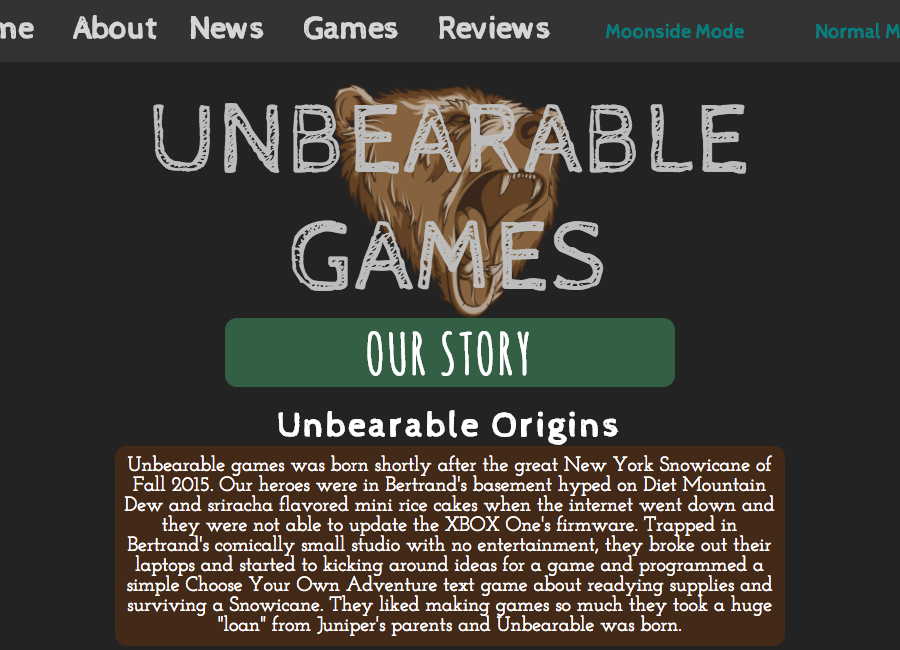 me About News Games Reviews Moonside Mode Normal M
UNBEARABLE
GAMES
OUR STORY
Unbearable Origins
Unbearable games was born shortly after the great New York Snowicane of
Fall 2015. Our heroes were in Bertrand's basement hyped on Diet Mountain
Dew and sriracha flavored mini rice cakes when the internet went down and
they were not able to update the XBOX One's firmware. Trapped in
Bertrand's comically small studio with no entertainment, they broke out their
laptops and started to kicking around ideas for a game and programmed a
simple Choose Your Own Adventure text game about readying supplies and
surviving a Snowicane. They liked making games so much they took a huge
"loan" from Juniper's parents and Unbearable was born.